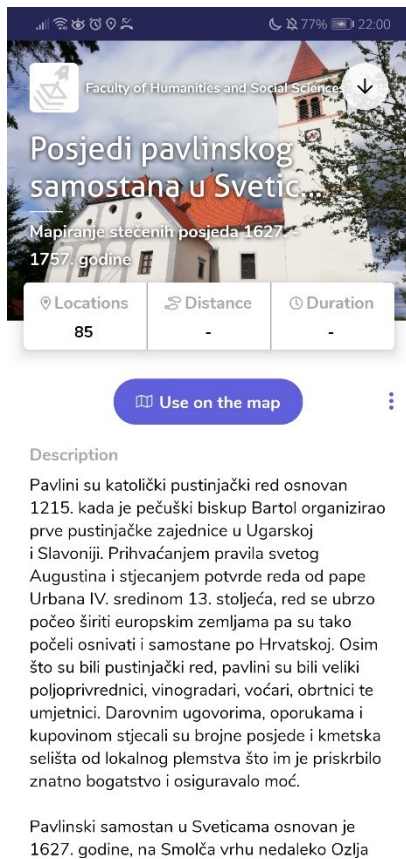 77% 22:00
Faculty of Humanities and Social Sciences
Posjedi pavlinskog
samostana u Svetic...
Mapiranje stečenih posjeda 1627. -
1757. godine
Locations Distance Duration
85 - -
Use on the map
Description
Pavlini su katolički pustinjački red osnovan
1215. kada je pečuški biskup Bartol organizirao
prve pustinjačke zajednice u Ugarskoj
i Slavoniji. Prihvaćanjem pravila svetog
Augustina i stjecanjem potvrde reda od pape
Urbana IV. sredinom 13. stoljeća, red se ubrzo
počeo širiti europskim zemljama pa su tako
počeli osnivati i samostane po Hrvatskoj. Osim
što su bili pustinjački red, pavlini su bili veliki
poljoprivrednici, vinogradari, voćari, obrtnici te
umjetnici. Darovnim ugovorima, oporukama i
kupovinom stjecali su brojne posjede i kmetska
selišta od lokalnog plemstva što im je priskrbilo
znatno bogatstvo i osiguravalo moć.
Pavlinski samostan u Sveticama osnovan je
1627. godine, na Smolča vrhu nedaleko Ozlja